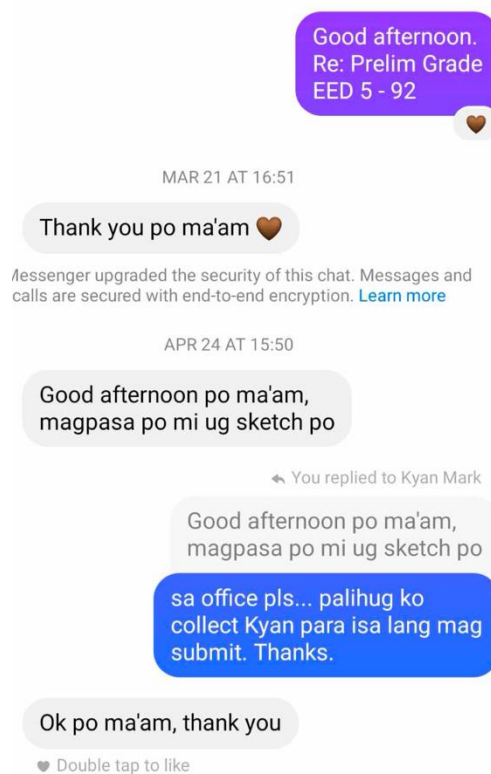 Good afternoon.
Re: Prelim Grade
EED 5 - 92
MAR 21 AT 16:51
Thank you po ma'am 🤎
Messenger upgraded the security of this chat. Messages and
calls are secured with end-to-end encryption. Learn more
APR 24 AT 15:50
Good afternoon po ma'am,
magpasa po mi ug sketch po
You replied to Kyan Mark
Good afternoon po ma'am,
magpasa po mi ug sketch po
sa office pls... palihug ko
collect Kyan para isa lang mag
submit. Thanks.
Ok po ma'am, thank you
Double tap to like